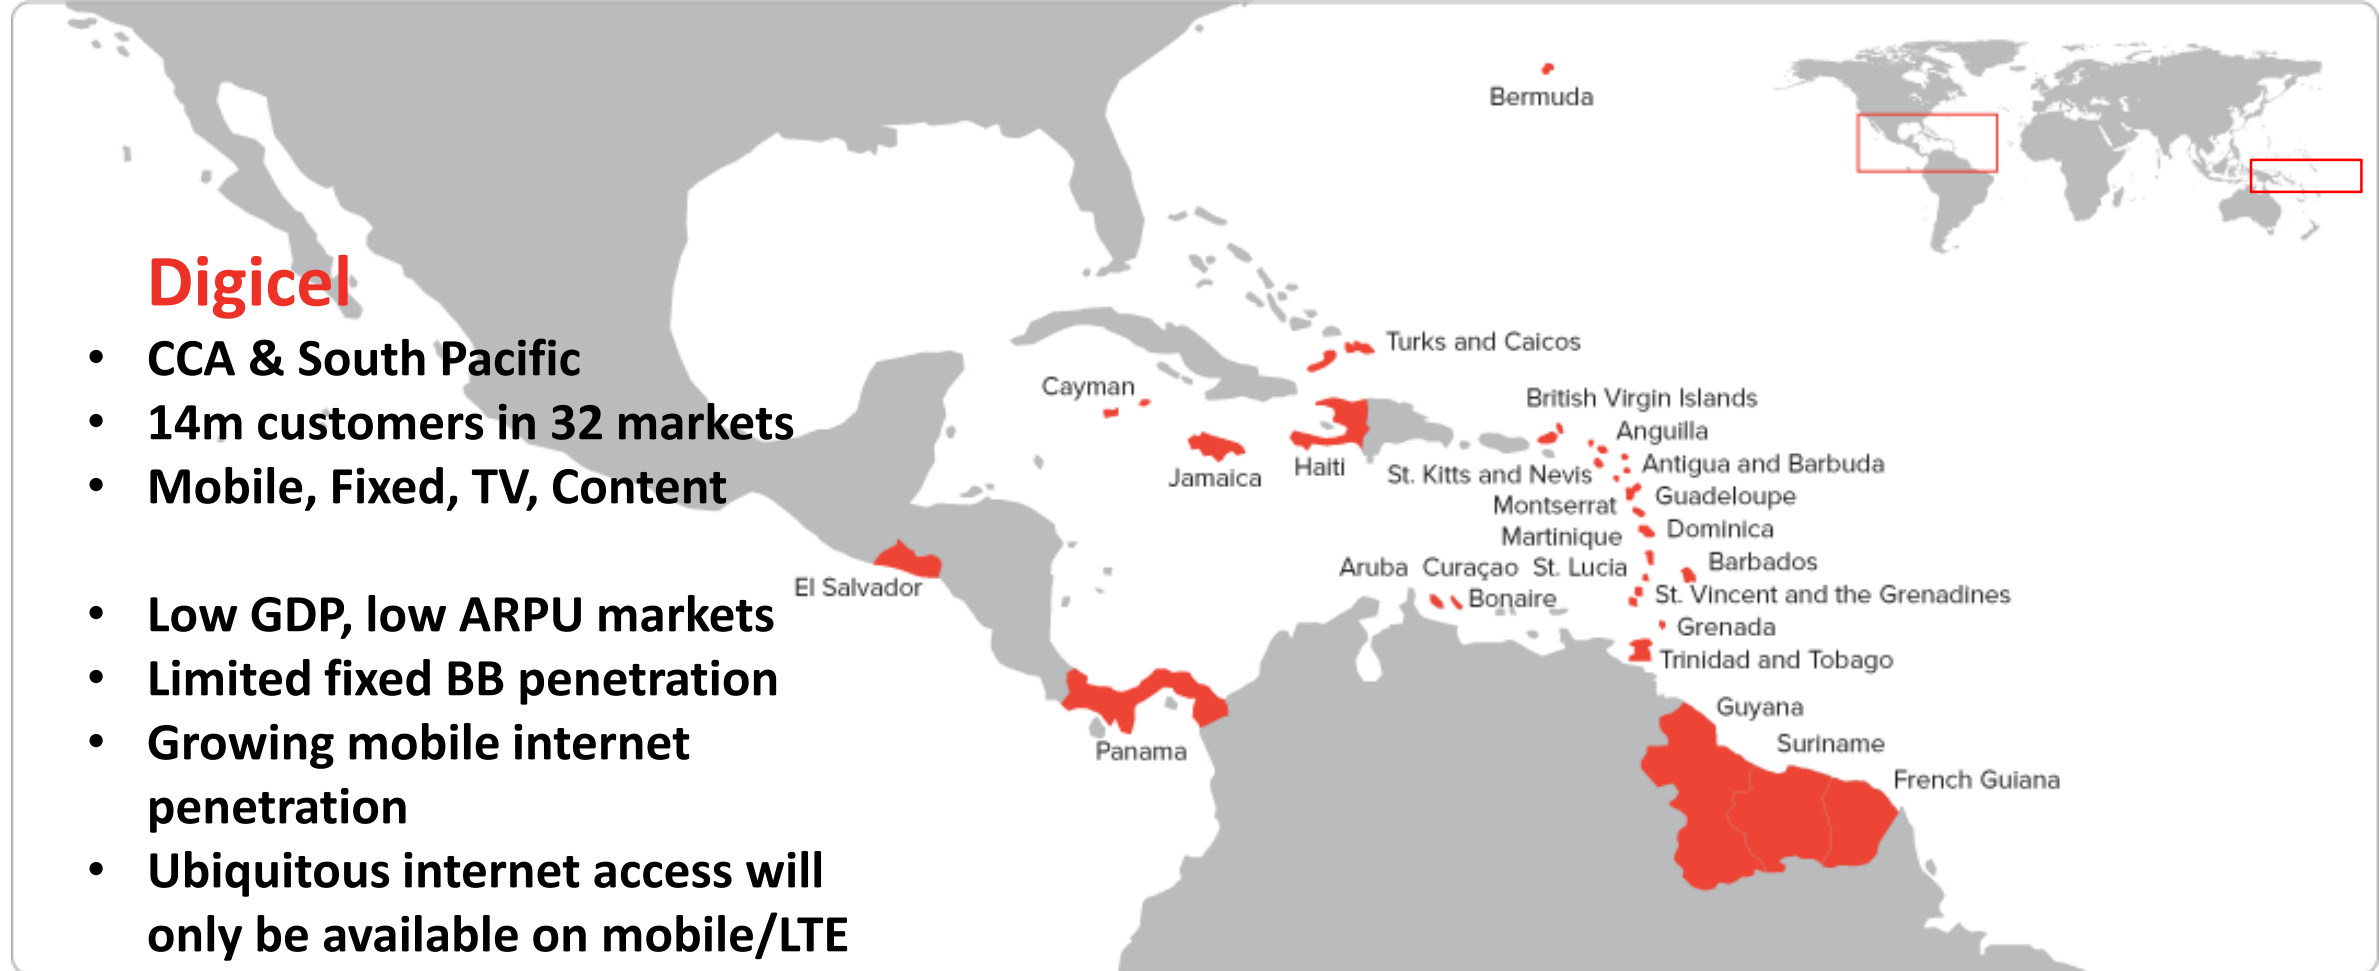 Digicel
• CCA & South Pacific
• 14m customers in 32 markets
• Mobile, Fixed, TV, Content
• Low GDP, low ARPU markets
• Limited fixed BB penetration
• Growing mobile internet
penetration
• Ubiquitous internet access will
only be available on mobile/LTE
Bermuda
Turks and Caicos
Cayman
British Virgin Islands
Anguilla
Jamaica
Haiti
St. Kitts and Nevis
Antigua and Barbuda
Montserrat
Guadeloupe
Martinique
Dominica
Aruba
Curaçao
St. Lucia
Barbados
Bonaire
St. Vincent and the Grenadines
Grenada
Trinidad and Tobago
El Salvador
Panama
Guyana
Suriname
French Guiana